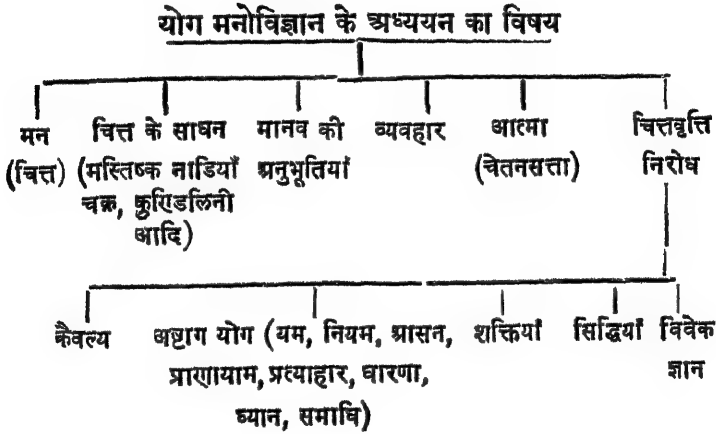 योग मनोविज्ञान के अध्ययन का विषय
मन चित्त के साधन मानव की व्यवहार आत्मा चित्तवृत्ति
(चित्त) (मस्तिष्क नाडियाँ अनुभूतियां (चेतनसत्ता) निरोध
चक्र, कुण्डिलिनी
आदि)
कैवल्य अष्टाग योग (यम, नियम, आसन, शक्तियाँ सिद्धियाँ विवेक
प्राणायाम, प्रत्याहार, धारणा, ज्ञान
ध्यान, समाधि)